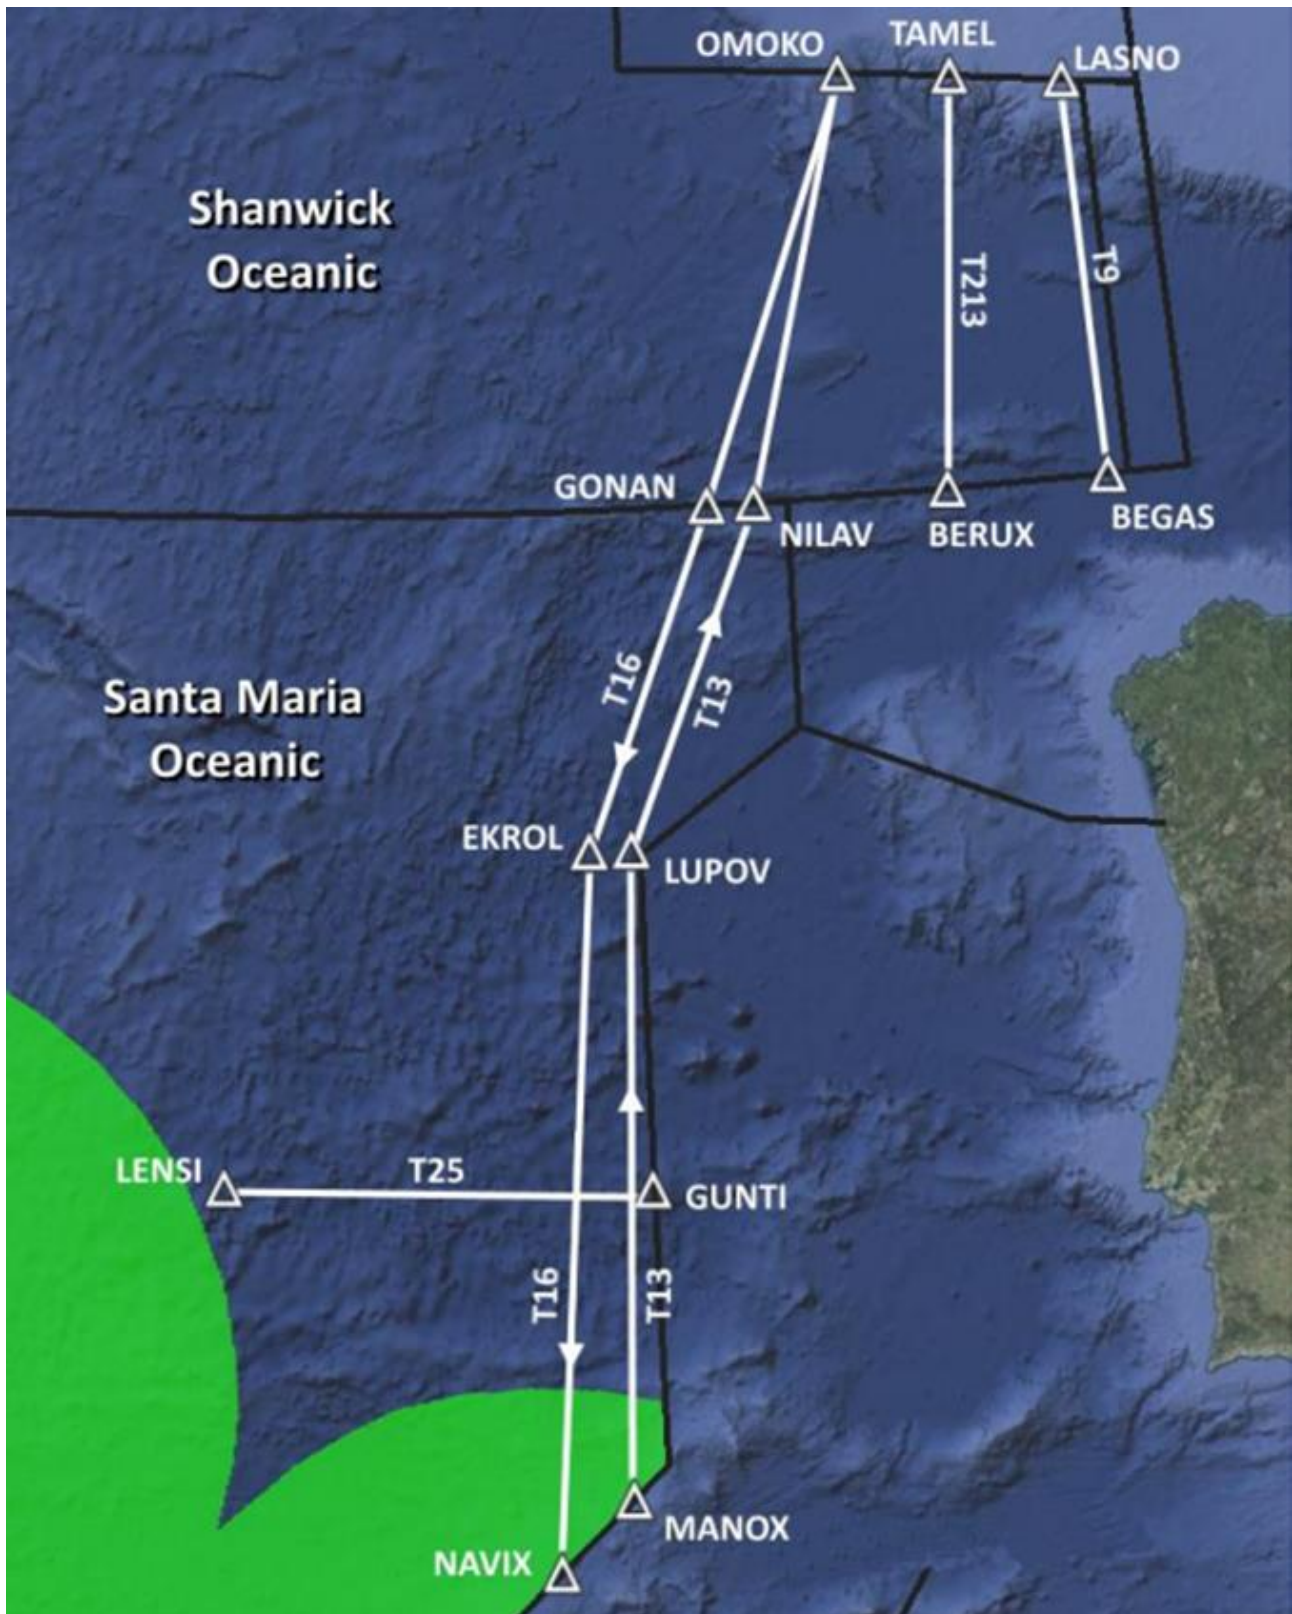 OMOKO
TAMEL
LASNO
Shanwick
Oceanic
T213
T9
GONAN
NILAV
BERUX
BEGAS
T16
T13
Santa Maria
Oceanic
EKROL
LUPOV
LENSI
T25
GUNTI
T16
T13
MANOX
NAVIX